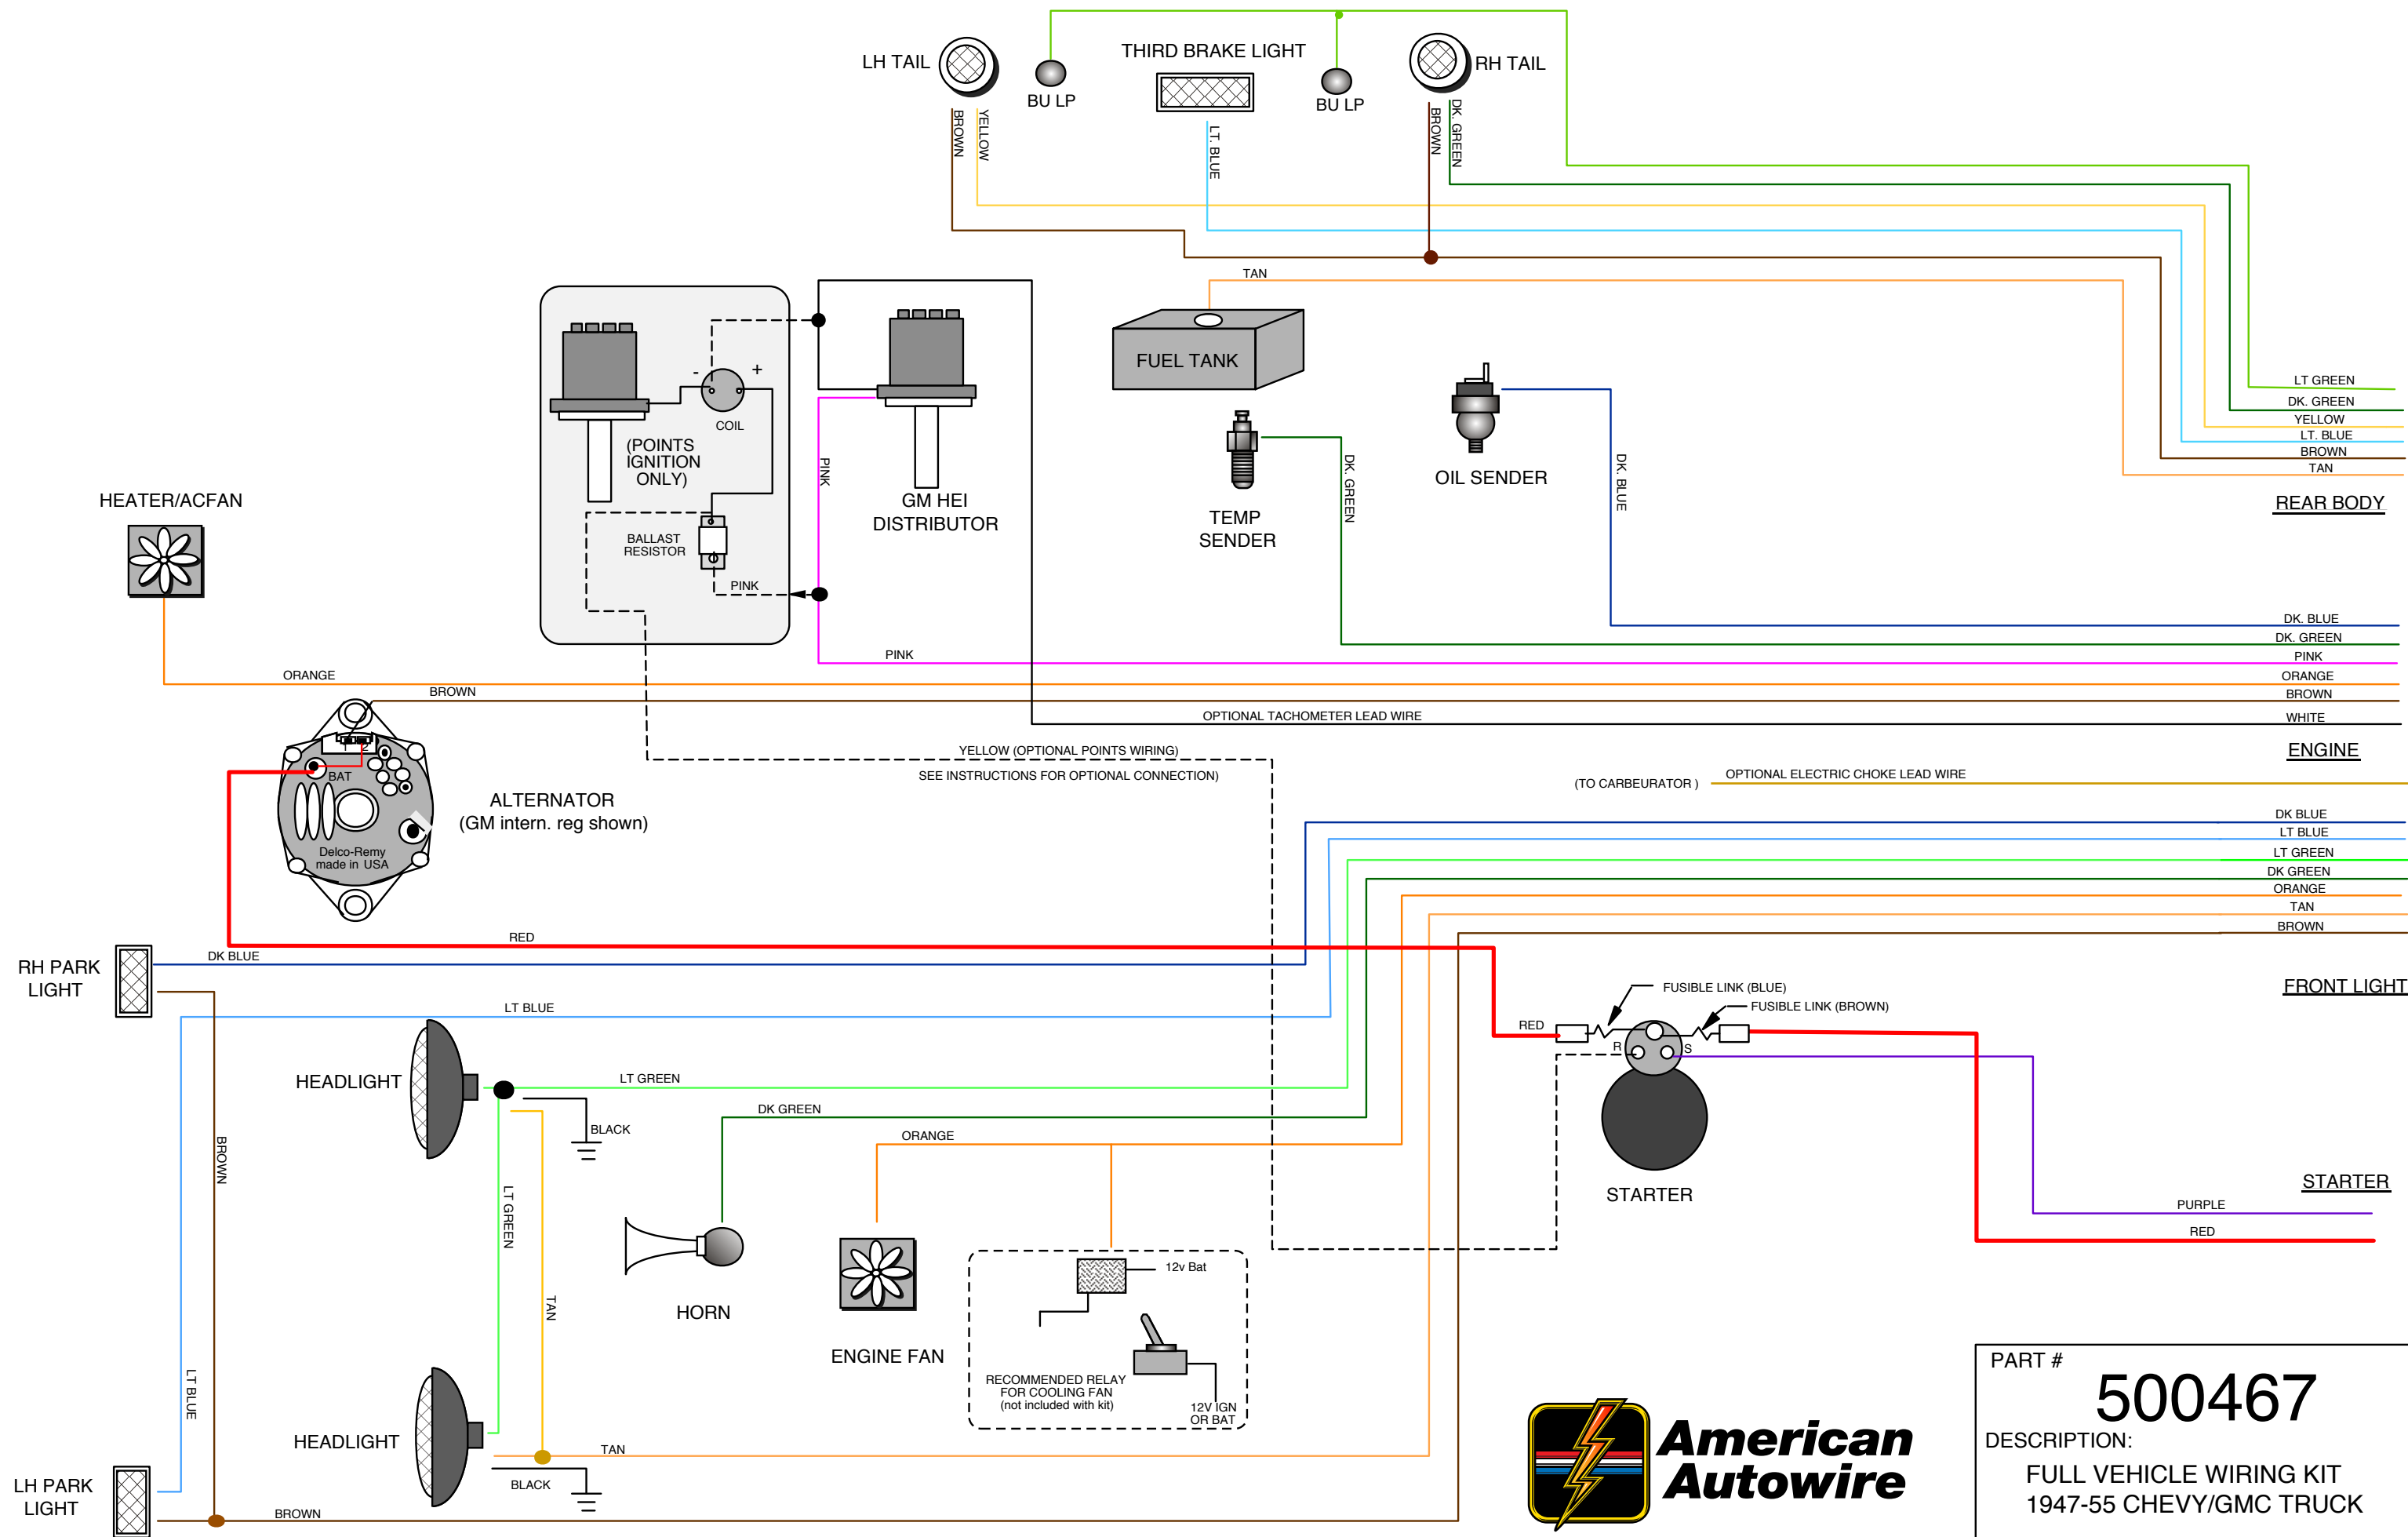 LH TAIL
BU LP
THIRD BRAKE LIGHT
BU LP
RH TAIL
BROWN
YELLOW
LT. BLUE
BROWN
DK. GREEN
TAN
FUEL TANK
-
+
COIL
(POINTS
IGNITION
ONLY)
BALLAST
RESISTOR
PINK
PINK
GM HEI
DISTRIBUTOR
TEMP
SENDER
DK. GREEN
OIL SENDER
DK. BLUE
LT GREEN
DK. GREEN
YELLOW
LT. BLUE
BROWN
TAN
REAR BODY
HEATER/ACFAN
ORANGE
BROWN
PINK
DK. BLUE
DK. GREEN
PINK
ORANGE
BROWN
OPTIONAL TACHOMETER LEAD WIRE
WHITE
ENGINE
YELLOW (OPTIONAL POINTS WIRING)
SEE INSTRUCTIONS FOR OPTIONAL CONNECTION)
(TO CARBEURATOR )
OPTIONAL ELECTRIC CHOKE LEAD WIRE
1 2
BAT
Delco-Remy
made in USA
ALTERNATOR
(GM intern. reg shown)
DK BLUE
LT BLUE
LT GREEN
DK GREEN
ORANGE
TAN
BROWN
FRONT LIGHT
RED
DK BLUE
RH PARK
LIGHT
LT BLUE
HEADLIGHT
LT GREEN
BLACK
DK GREEN
ORANGE
BROWN
LT GREEN
TAN
LT BLUE
HORN
ENGINE FAN
12v Bat
RECOMMENDED RELAY
FOR COOLING FAN
(not included with kit)
12V IGN
OR BAT
RED
FUSIBLE LINK (BLUE)
FUSIBLE LINK (BROWN)
R
S
STARTER
STARTER
PURPLE
RED
HEADLIGHT
TAN
BLACK
LH PARK
LIGHT
BROWN
American
Autowire
PART #
500467
DESCRIPTION:
FULL VEHICLE WIRING KIT
1947-55 CHEVY/GMC TRUCK